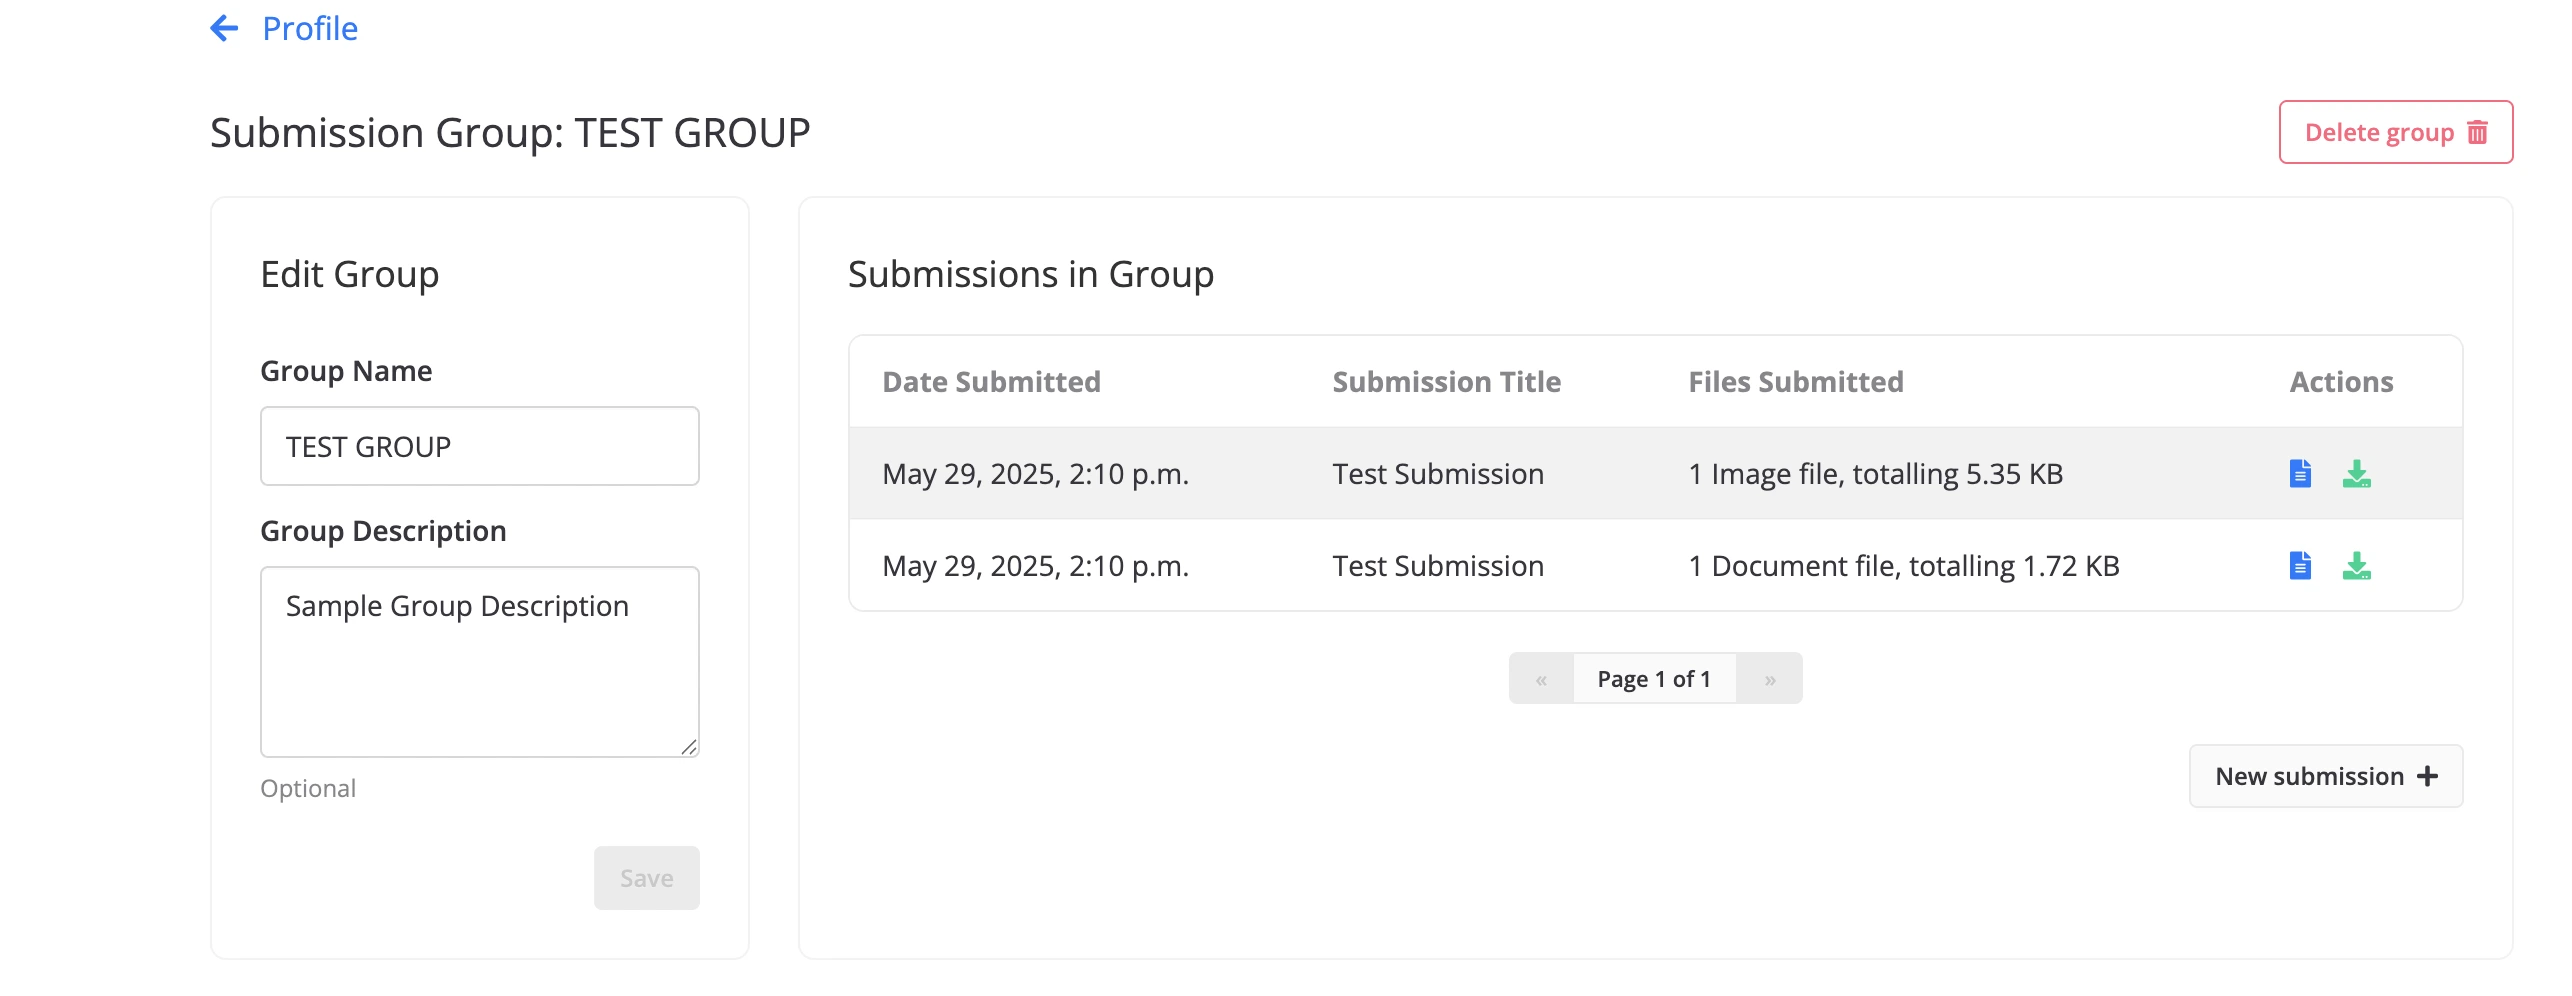 Profile
Submission Group: TEST GROUP
Delete group
Edit Group
Group Name
TEST GROUP
Group Description
Sample Group Description
Optional
Save
Submissions in Group
Date Submitted Submission Title Files Submitted Actions
May 29, 2025, 2:10 p.m. Test Submission 1 Image file, totalling 5.35 KB
May 29, 2025, 2:10 p.m. Test Submission 1 Document file, totalling 1.72 KB
« Page 1 of 1 »
New submission